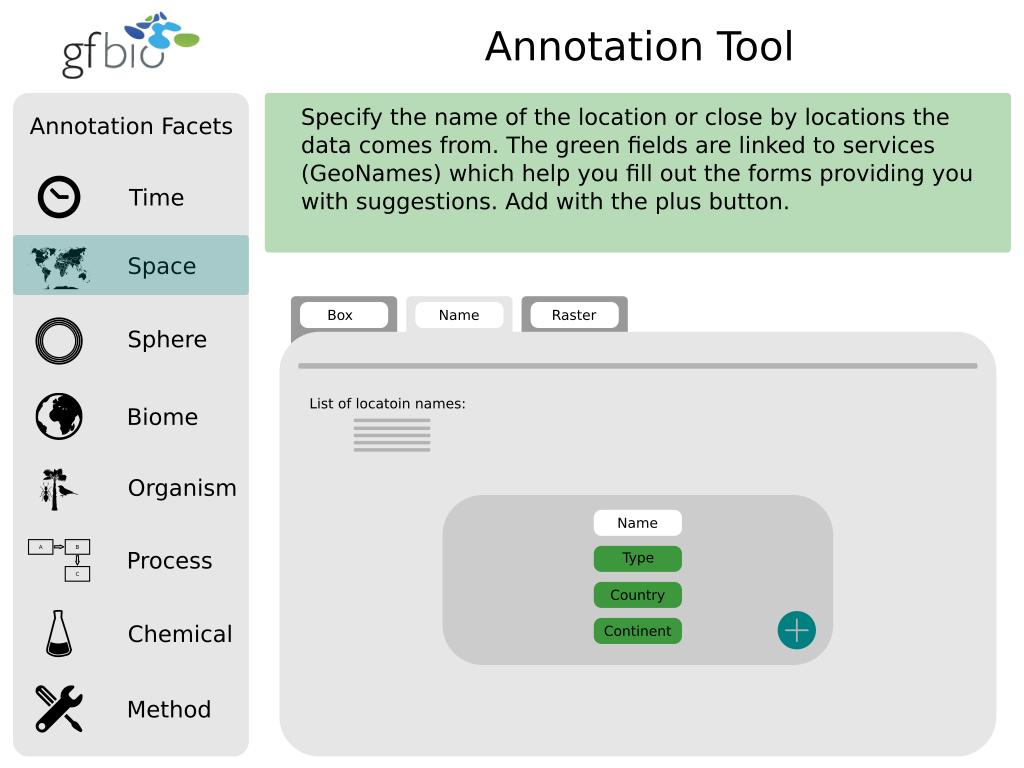 gfbio
Annotation Tool
Annotation Facets
Time
Space
Sphere
Biome
Organism
A
B
C
Process
Chemical
Method
Specify the name of the location or close by locations the
data comes from. The green fields are linked to services
(GeoNames) which help you fill out the forms providing you
with suggestions. Add with the plus button.
Box
Name
Raster
List of locatoin names:
Name
Type
Country
Continent